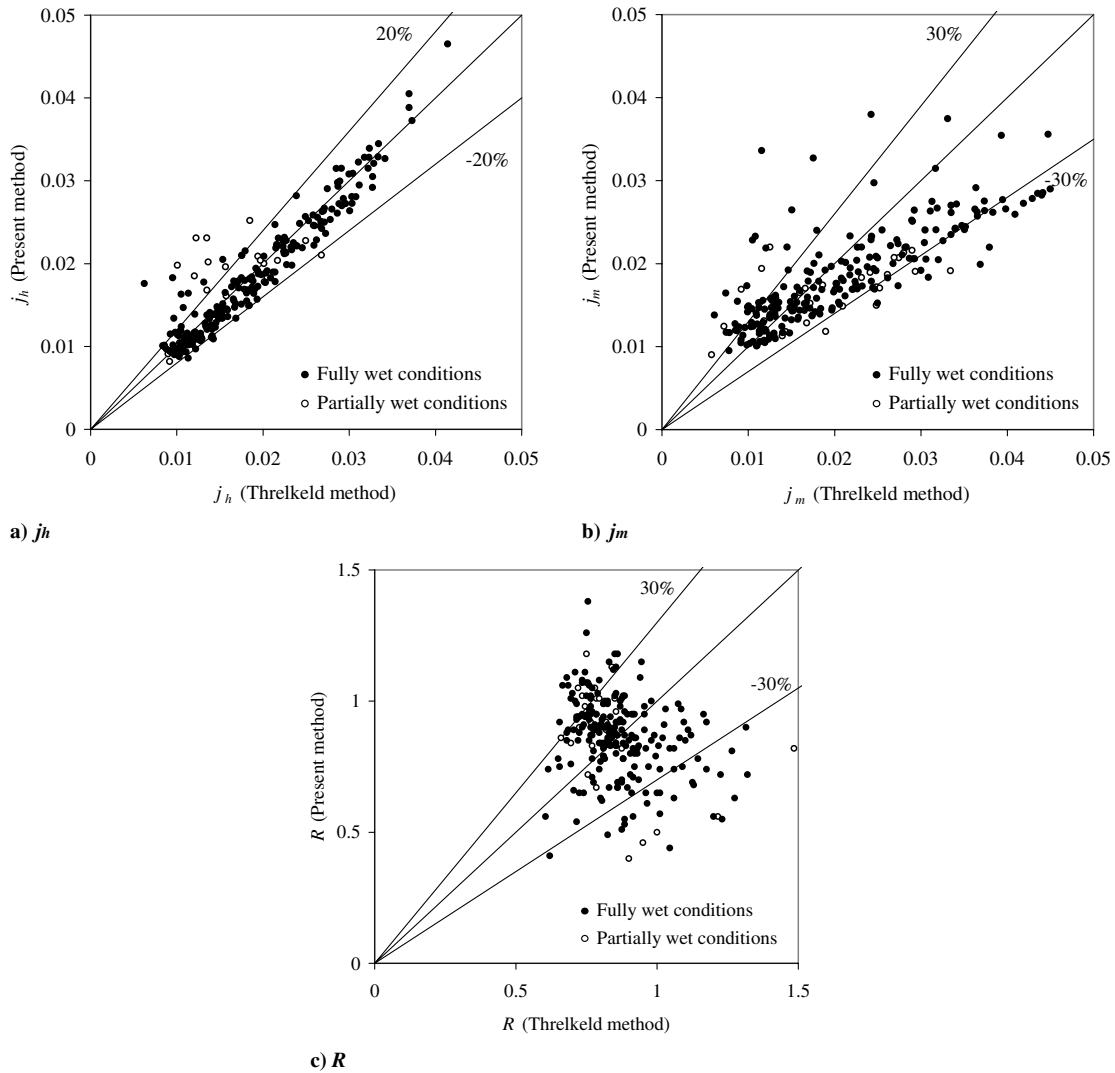 0.05
0.04
0.03
0.02
0.01
0
j h (Present method)
20%
-20%
Fully wet conditions
Partially wet conditions
0 0.01 0.02 0.03 0.04 0.05
j h (Threlkeld method)
a) jh
0.05
0.04
0.03
0.02
0.01
0
j m (Present method)
30%
-30%
Fully wet conditions
Partially wet conditions
0 0.01 0.02 0.03 0.04 0.05
j m (Threlkeld method)
b) jm
1.5
1
0.5
0
R (Present method)
30%
-30%
Fully wet conditions
Partially wet conditions
0 0.5 1 1.5
R (Threlkeld method)
c) R